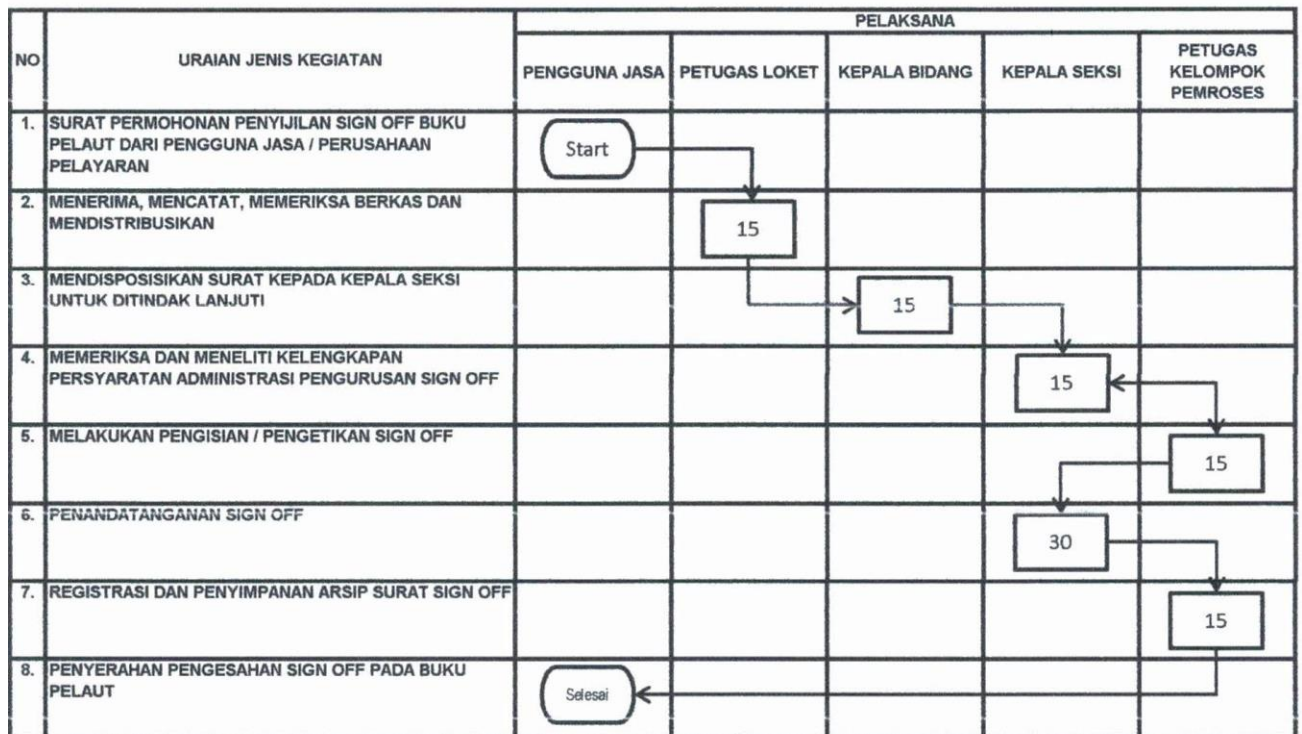 PELAKSANA
NO
URAIAN JENIS KEGIATAN
PENGGUNA JASA
PETUGAS LOKET
KEPALA BIDANG
KEPALA SEKSI
PETUGAS
KELOMPOK
PEMROSES
1. SURAT PERMOHONAN PENYIJILAN SIGN OFF BUKU
PELAUT DARI PENGGUNA JASA / PERUSAHAAN
PELAYARAN
Start
2. MENERIMA, MENCATAT, MEMERIKSA BERKAS DAN
MENDISTRIBUSIKAN
15
3. MENDISPOSISIKAN SURAT KEPADA KEPALA SEKSI
UNTUK DITINDAK LANJUTI
15
4. MEMERIKSA DAN MENELITI KELENGKAPAN
PERSYARATAN ADMINISTRASI PENGURUSAN SIGN OFF
15
5. MELAKUKAN PENGISIAN / PENGETIKAN SIGN OFF
15
6. PENANDATANGANAN SIGN OFF
30
7. REGISTRASI DAN PENYIMPANAN ARSIP SURAT SIGN OFF
15
8. PENYERAHAN PENGESAHAN SIGN OFF PADA BUKU
PELAUT
Selesai